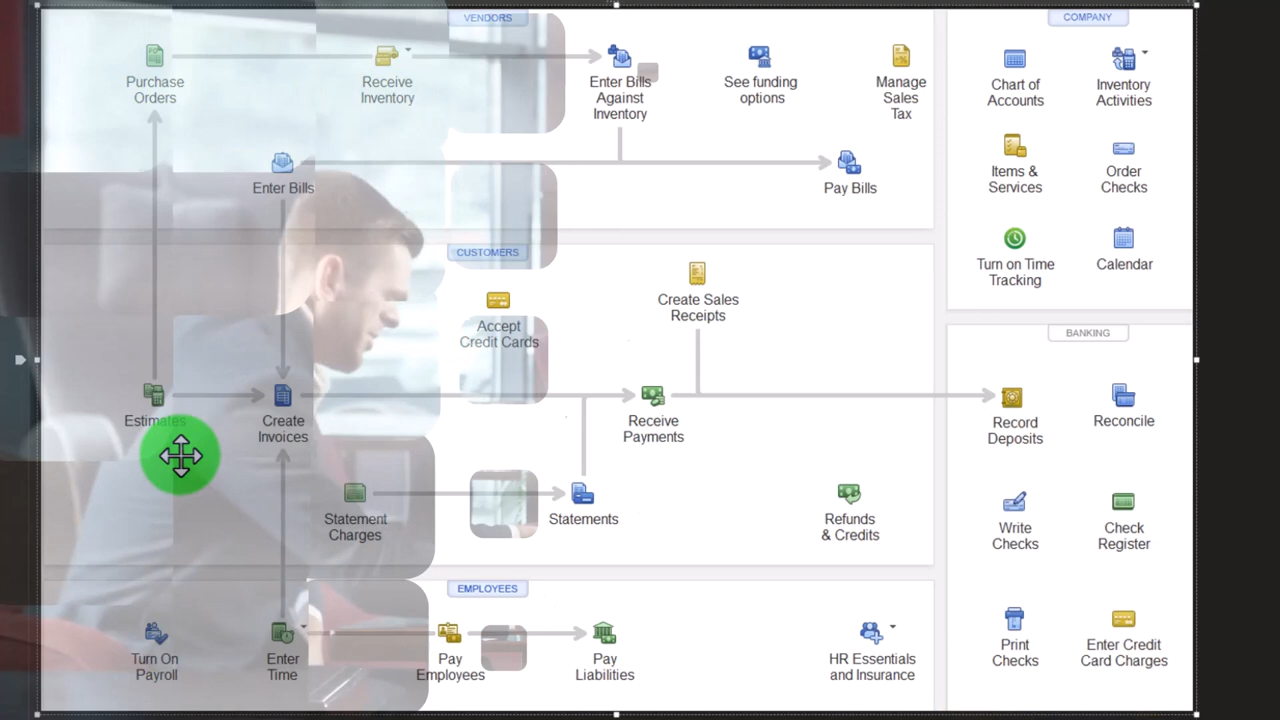 VENDORS
Purchase
Orders
Receive
Inventory
Enter Bills
Against
Inventory
See funding
options
Manage
Sales
Tax
Enter Bills
Pay Bills
CUSTOMERS
Accept
Credit Cards
Create Sales
Receipts
Estimates
Create
Invoices
Receive
Payments
Statement
Charges
Statements
Refunds
& Credits
EMPLOYEES
Turn On
Payroll
Enter
Time
Pay
Employees
Pay
Liabilities
HR Essentials
and Insurance
COMPANY
Chart of
Accounts
Inventory
Activities
Items &
Services
Order
Checks
Turn on Time
Tracking
Calendar
BANKING
Record
Deposits
Reconcile
Write
Checks
Check
Register
Print
Checks
Enter Credit
Card Charges